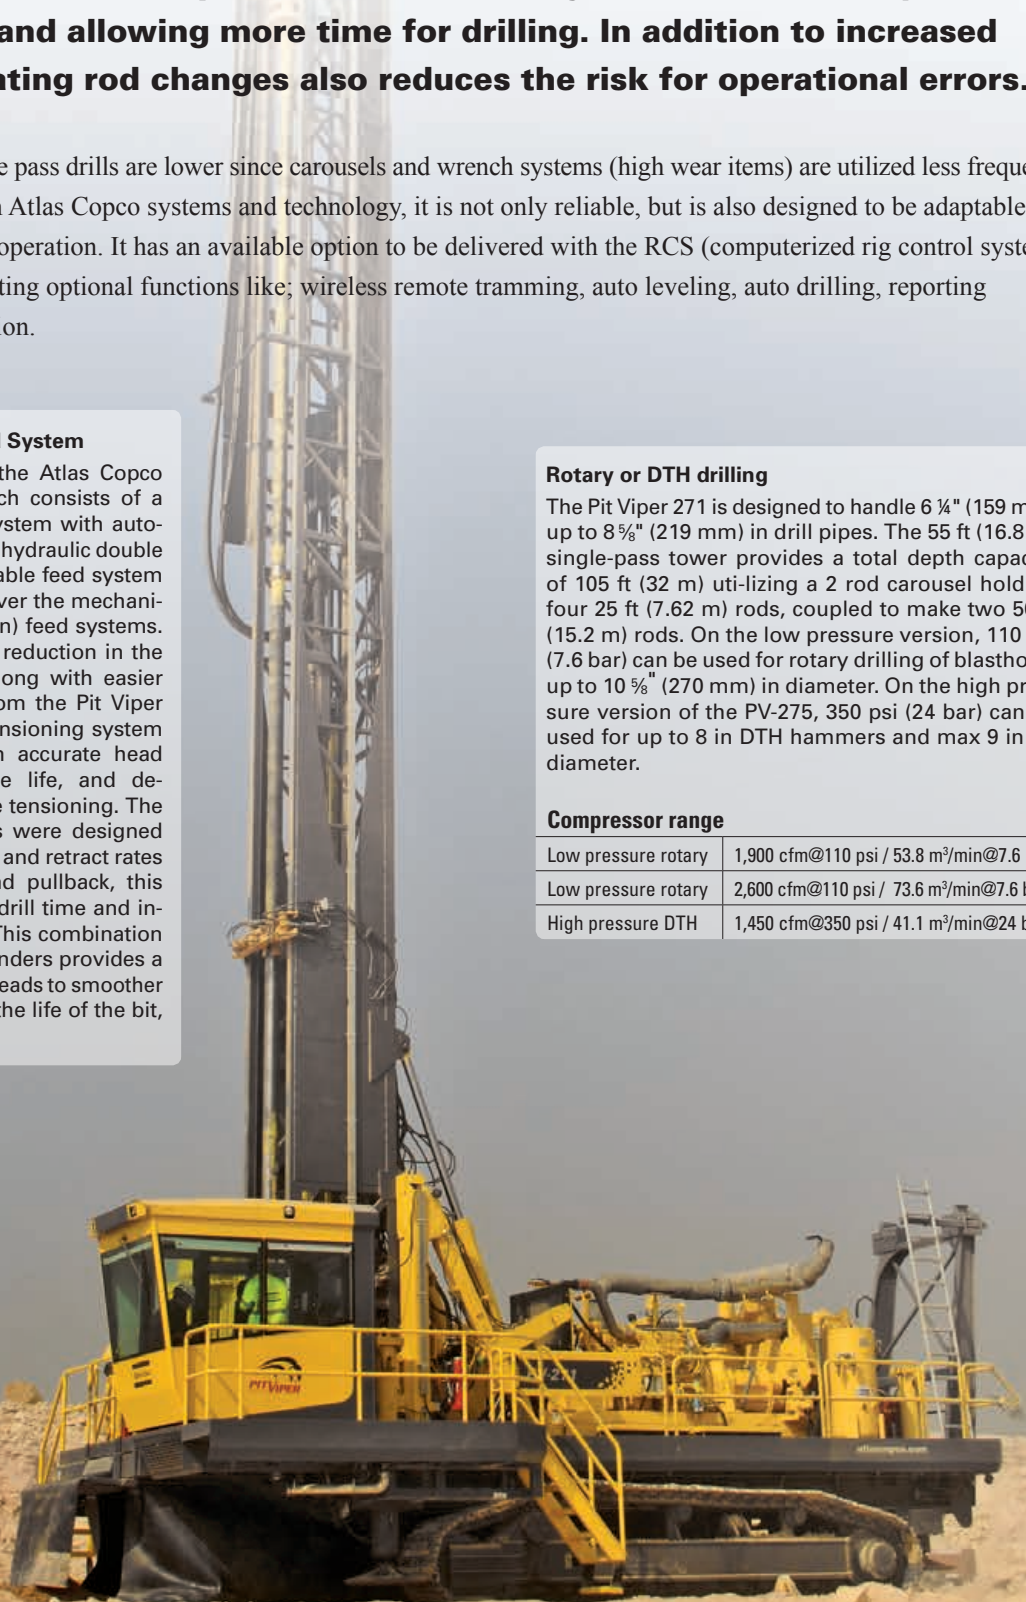 and allowing more time for drilling. In addition to increased
ting rod changes also reduces the risk for operational errors.
e pass drills are lower since carousels and wrench systems (high wear items) are utilized less freque
Atlas Copco systems and technology, it is not only reliable, but is also designed to be adaptable
operation. It has an available option to be delivered with the RCS (computerized rig control syste
ting optional functions like; wireless remote tramming, auto leveling, auto drilling, reporting
on.
System
the Atlas Copco
ch consists of a
ystem with auto-
hydraulic double
able feed system
ver the mechani-
n) feed systems.
reduction in the
ong with easier
om the Pit Viper
nsioning system
n accurate head
e life, and de-
e tensioning. The
s were designed
and retract rates
nd pullback, this
drill time and in-
This combination
nders provides a
eads to smoother
the life of the bit,
Rotary or DTH drilling
The Pit Viper 271 is designed to handle 6 ¼" (159 m
up to 8 ⅝" (219 mm) in drill pipes. The 55 ft (16.8
single-pass tower provides a total depth capac
of 105 ft (32 m) uti-lizing a 2 rod carousel hold
four 25 ft (7.62 m) rods, coupled to make two 50
(15.2 m) rods. On the low pressure version, 110
(7.6 bar) can be used for rotary drilling of blastho
up to 10 ⅝" (270 mm) in diameter. On the high pr
sure version of the PV-275, 350 psi (24 bar) can
used for up to 8 in DTH hammers and max 9 in
diameter.
Compressor range
Low pressure rotary 1,900 cfm@110 psi / 53.8 m³/min@7.6
Low pressure rotary 2,600 cfm@110 psi / 73.6 m³/min@7.6 b
High pressure DTH 1,450 cfm@350 psi / 41.1 m³/min@24 b
PIT VIPER
atlascopco.com